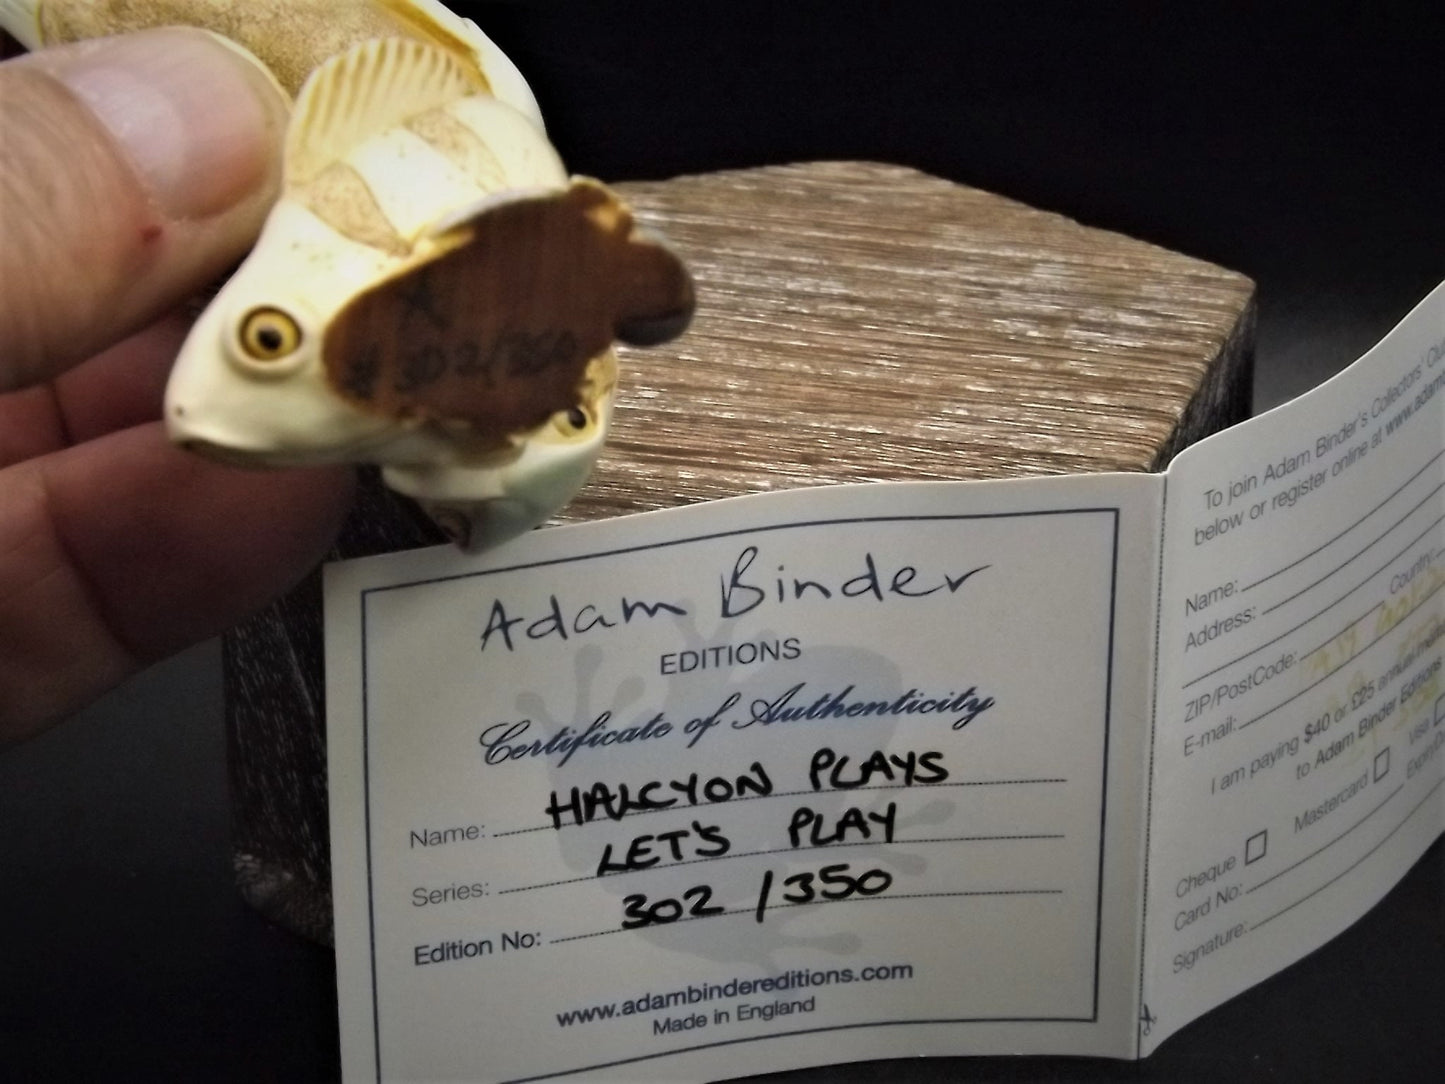 302/350
Adam Binder
EDITIONS
Certificate of Authenticity
Name: HALCYON PLAYS
Series: LET'S PLAY
Edition No: 302/350
www.adambindereditions.com
Made in England
To join Adam Binder's Collectors'
below or register online at www.adam
Name:
Address:
Country:
ZIP/PostCode:
E-mail:
I am paying $40 or £25 annual
to Adam Binder Editions
Cheque Mastercard Visa
Card No:
Signature: